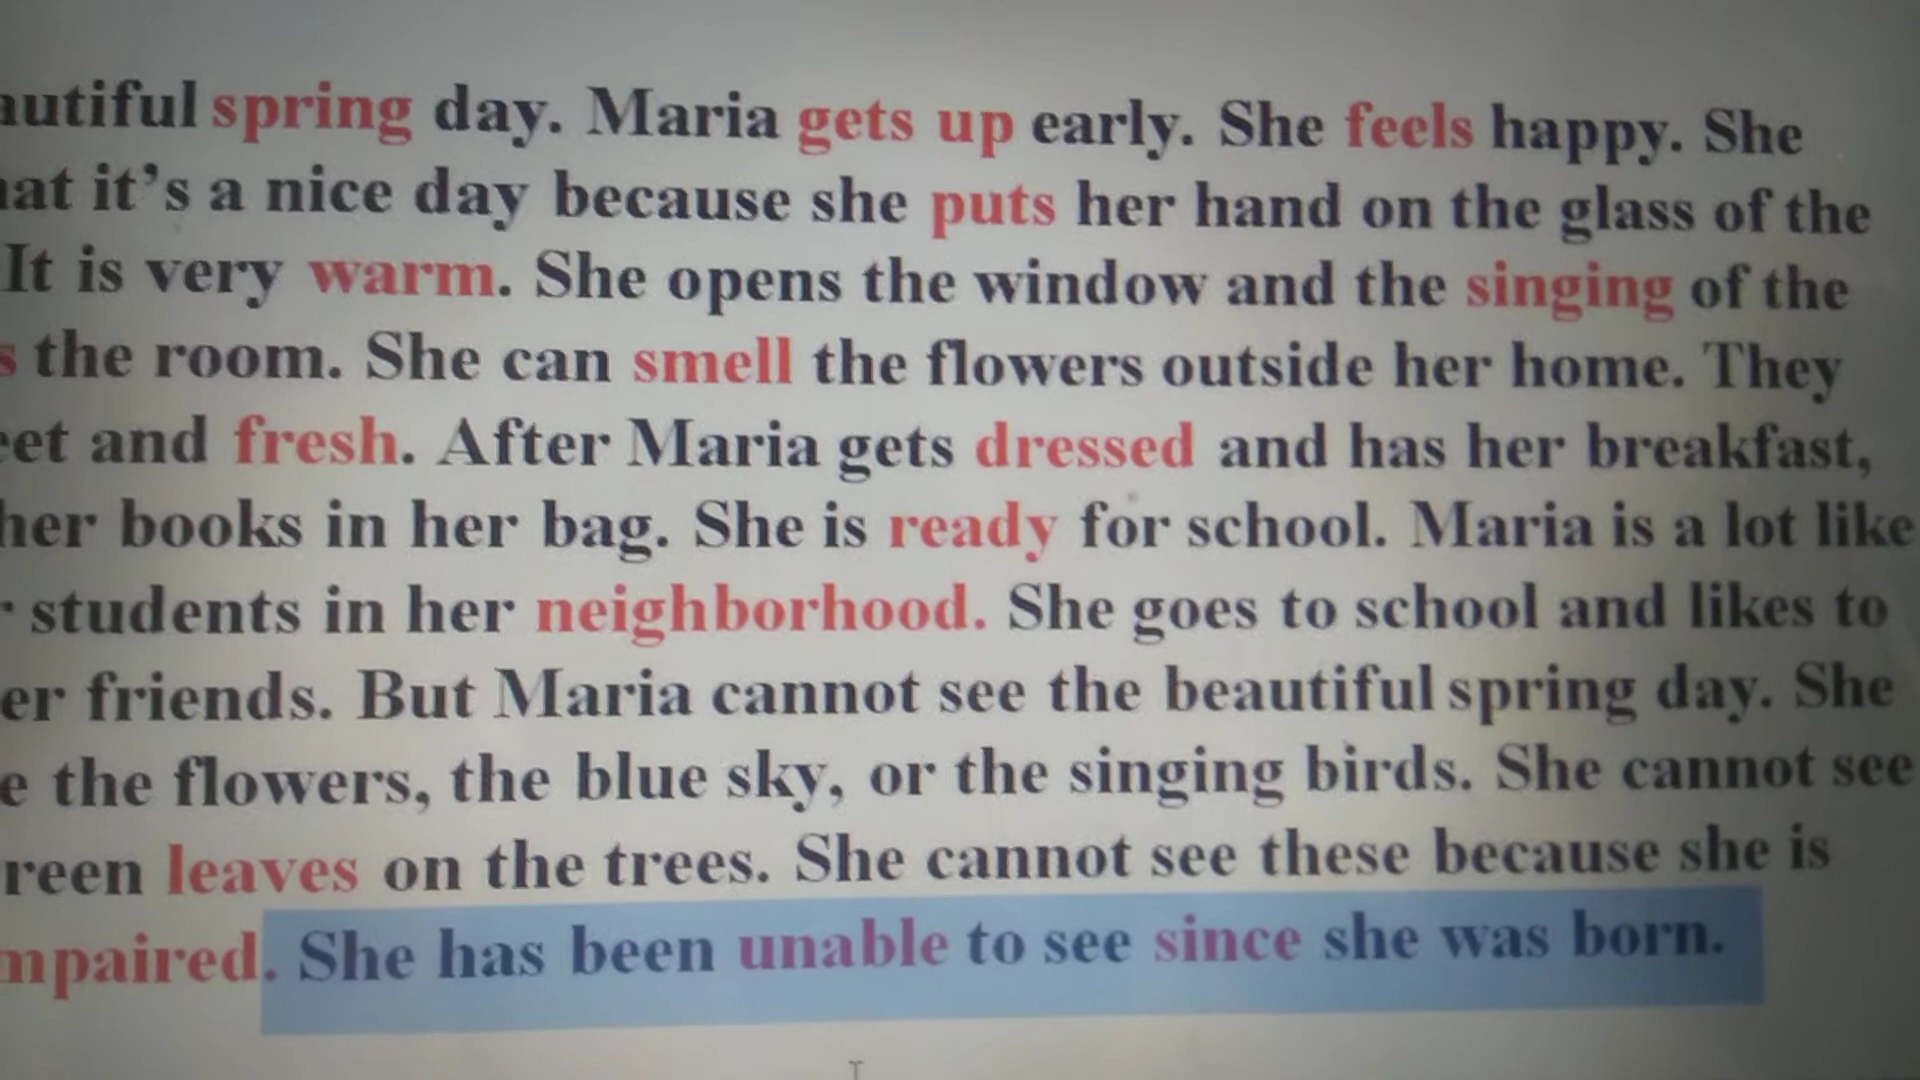 autiful spring day. Maria gets up early. She feels happy. She
hat it’s a nice day because she puts her hand on the glass of the
It is very warm. She opens the window and the singing of the
s the room. She can smell the flowers outside her home. They
eet and fresh. After Maria gets dressed and has her breakfast,
her books in her bag. She is ready for school. Maria is a lot like
students in her neighborhood. She goes to school and likes to
er friends. But Maria cannot see the beautiful spring day. She
e the flowers, the blue sky, or the singing birds. She cannot see
reen leaves on the trees. She cannot see these because she is
mpaired. She has been unable to see since she was born.